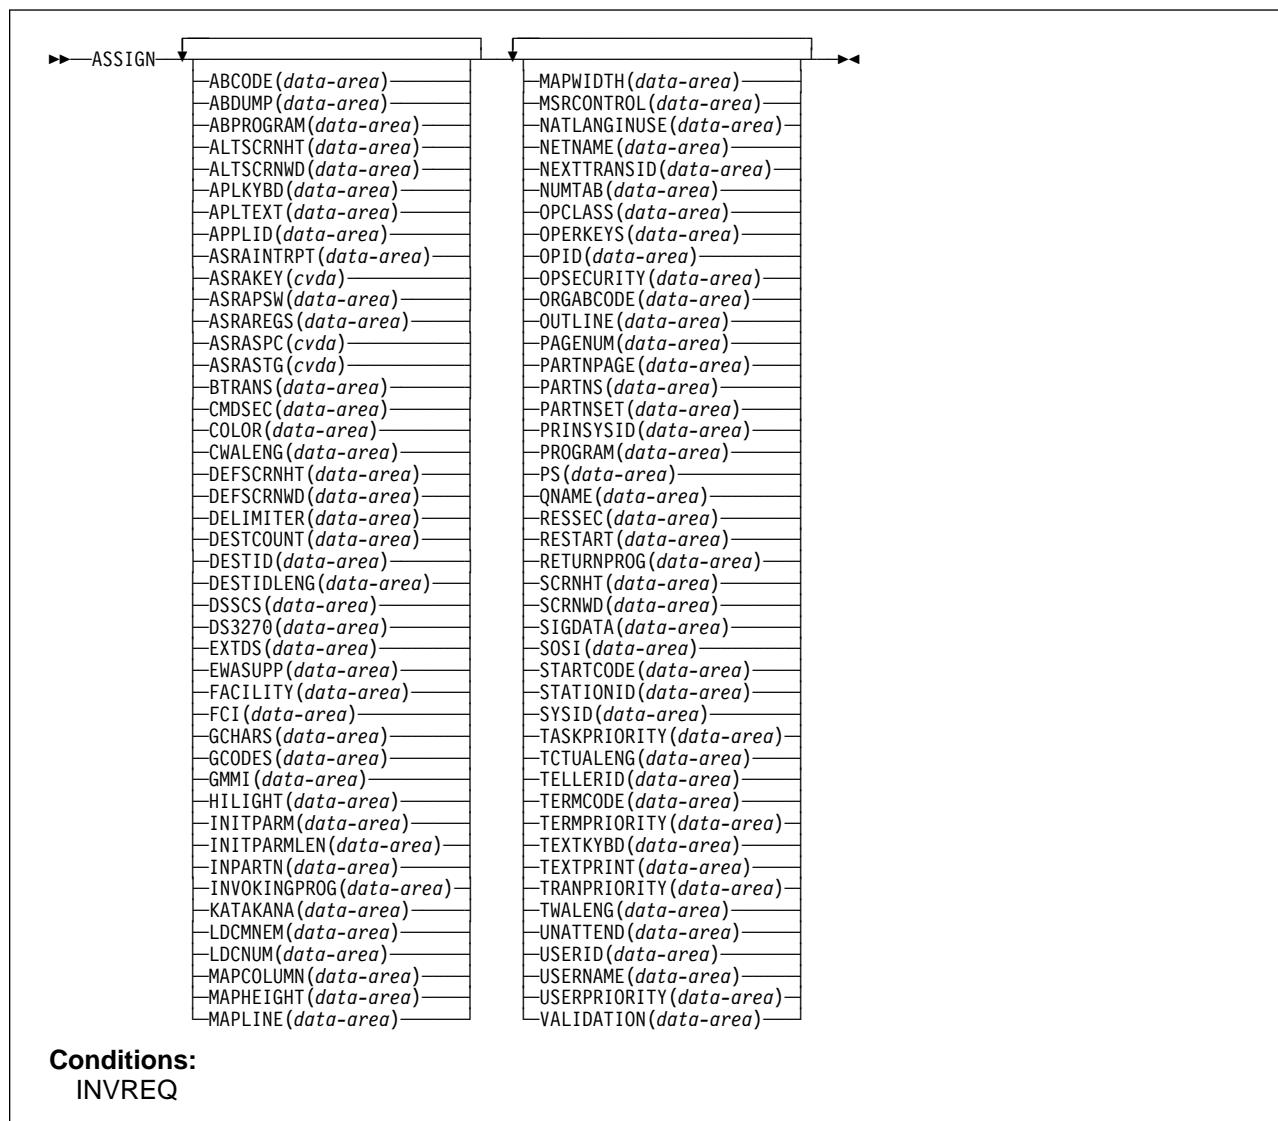 ASSIGN
ABCODE(data-area)
ABDUMP(data-area)
ABPROGRAM(data-area)
ALTSCRNHT(data-area)
ALTSCRNWD(data-area)
APLKYBD(data-area)
APLTEXT(data-area)
APPLID(data-area)
ASRAINTRPT(data-area)
ASRAKEY(cvda)
ASRAPSW(data-area)
ASRAREGS(data-area)
ASRASPC(cvda)
ASRASTG(cvda)
BTRANS(data-area)
CMDSEC(data-area)
COLOR(data-area)
CWALENG(data-area)
DEFSCRNHT(data-area)
DEFSCRNWD(data-area)
DELIMITER(data-area)
DESTCOUNT(data-area)
DESTID(data-area)
DESTIDLENG(data-area)
DSSCS(data-area)
DS3270(data-area)
EXTDS(data-area)
EWASUPP(data-area)
FACILITY(data-area)
FCI(data-area)
GCHARS(data-area)
GCODES(data-area)
GMMI(data-area)
HILIGHT(data-area)
INITPARM(data-area)
INITPARMLEN(data-area)
INPARTN(data-area)
INVOKINGPROG(data-area)
KATAKANA(data-area)
LDCMNEM(data-area)
LDCNUM(data-area)
MAPCOLUMN(data-area)
MAPHEIGHT(data-area)
MAPLINE(data-area)
MAPWIDTH(data-area)
MSRCONTROL(data-area)
NATLANGINUSE(data-area)
NETNAME(data-area)
NEXTTRANSID(data-area)
NUMTAB(data-area)
OPCLASS(data-area)
OPERKEYS(data-area)
OPID(data-area)
OPSECURITY(data-area)
ORGABCODE(data-area)
OUTLINE(data-area)
PAGENUM(data-area)
PARTNPAGE(data-area)
PARTNS(data-area)
PARTNSET(data-area)
PRINSYSID(data-area)
PROGRAM(data-area)
PS(data-area)
QNAME(data-area)
RESSEC(data-area)
RESTART(data-area)
RETURNPROG(data-area)
SCRNHT(data-area)
SCRNWD(data-area)
SIGDATA(data-area)
SOSI(data-area)
STARTCODE(data-area)
STATIONID(data-area)
SYSID(data-area)
TASKPRIORITY(data-area)
TCTUALENG(data-area)
TELLERID(data-area)
TERMCODE(data-area)
TERMPRIORITY(data-area)
TEXTKYBD(data-area)
TEXTPRINT(data-area)
TRANPRIORITY(data-area)
TWALENG(data-area)
UNATTEND(data-area)
USERID(data-area)
USERNAME(data-area)
USERPRIORITY(data-area)
VALIDATION(data-area)
Conditions:
INVREQ